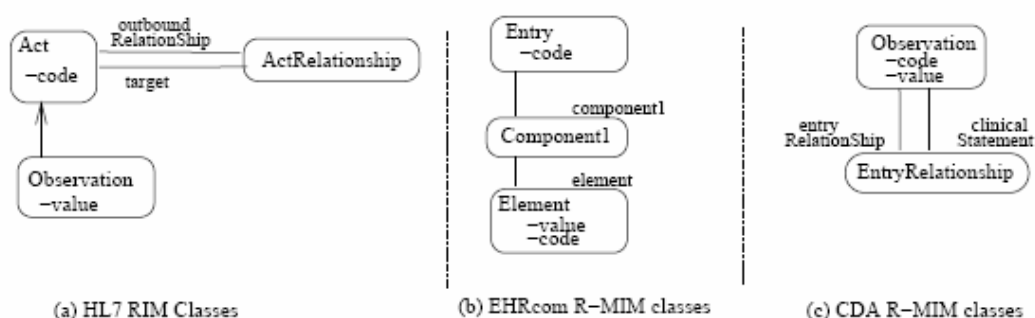 Act
−code
outbound
RelationShip
target
ActRelationship
Observation
−value
(a) HL7 RIM Classes
Entry
−code
component1
Component1
element
Element
−value
−code
(b) EHRcom R−MIM classes
Observation
−code
−value
entry
RelationShip
clinical
Statement
EntryRelationship
(c) CDA R−MIM classes